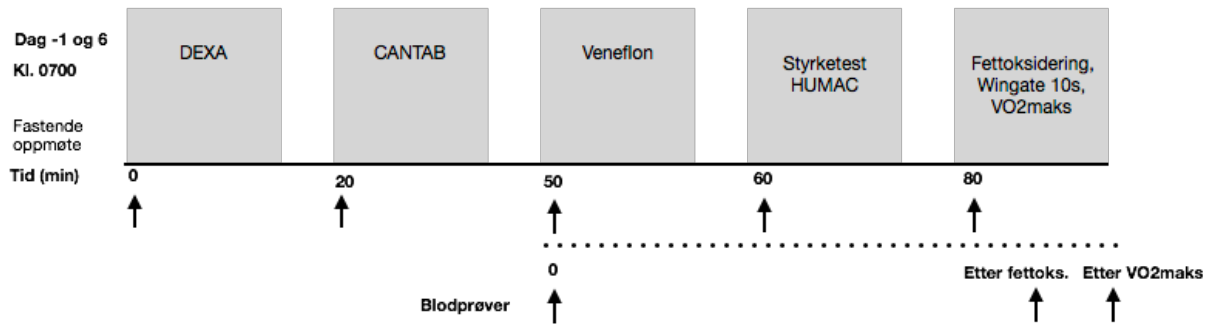 Dag -1 og 6
Kl. 0700
DEXA
CANTAB
Veneflon
Styrketest
HUMAC
Fettoksidering,
Wingate 10s,
VO2maks
Fastende
oppmøte
Tid (min)
0
20
50
60
80
0
Etter fettoks.
Etter VO2maks
Blodprøver